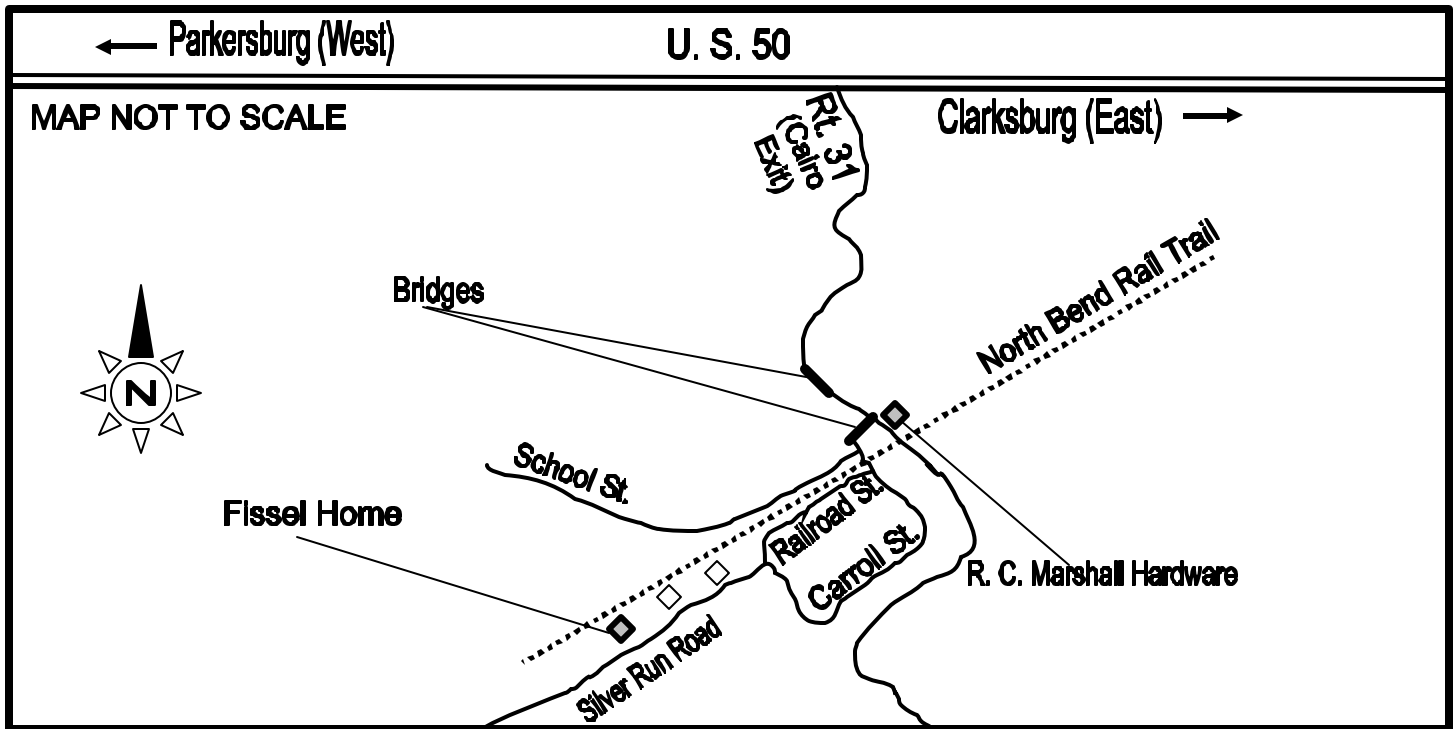 Parkersburg (West)
U. S. 50
MAP NOT TO SCALE
Clarksburg (East)
Rt. 31
(Cairo
Exit)
North Bend Rail Trail
Bridges
N
School St.
Fissel Home
Railroad St.
Carroll St.
R. C. Marshall Hardware
Silver Run Road